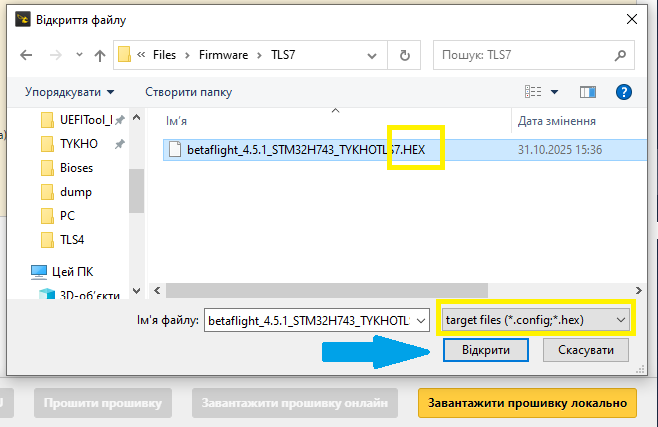 Відкриття файлу
« Files › Firmware › TLS7
Пошук: TLS7
Упорядкувати
Створити папку
Ім'я
Дата змінення
betaflight_4.5.1_STM32H743_TYKHOTLS7.HEX
31.10.2025 15:36
UEFITool_
TYKHO
Bioses
dump
PC
TLS4
Цей ПК
3D-об'єкти
Ім'я файлу:
betaflight_4.5.1_STM32H743_TYKHOTLS
target files (*.config;*.hex)
Відкрити
Скасувати
Прошити прошивку
Завантажити прошивку онлайн
Завантажити прошивку локально